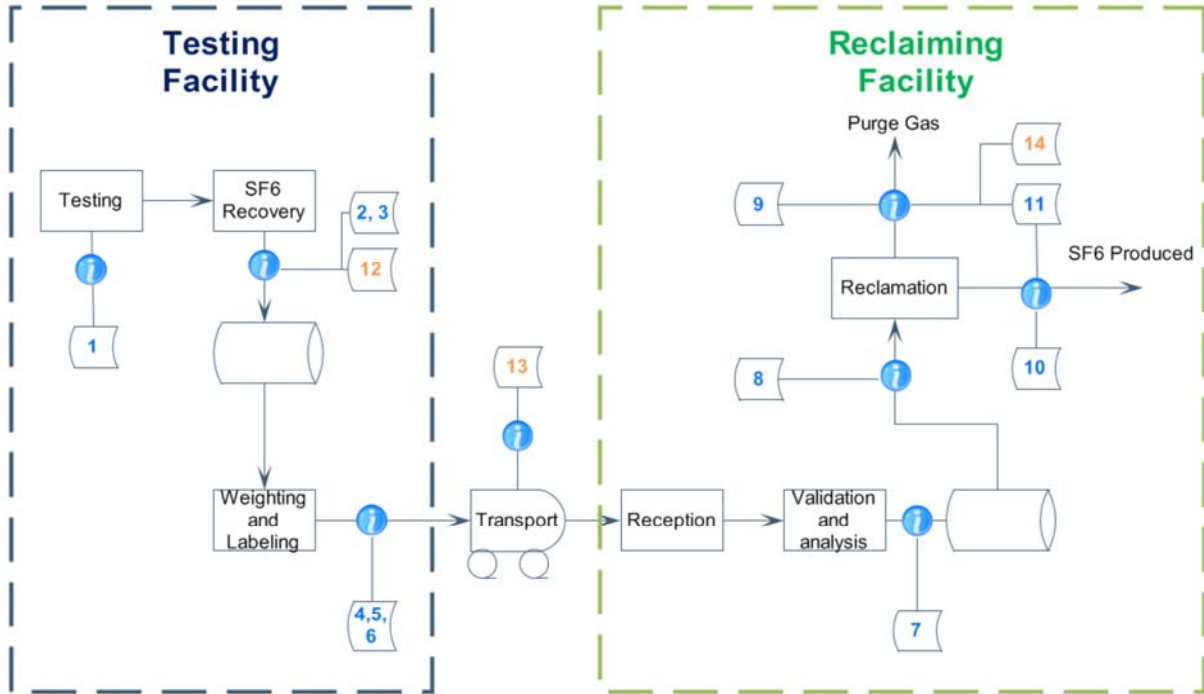 Testing
Facility
Reclaiming
Facility
Purge Gas
14
Testing
SF6
Recovery
2, 3
9
11
12
SF6 Produced
Reclamation
1
13
8
10
Weighting
and
Labeling
Transport
Reception
Validation
and
analysis
4,5,
6
7
i
i
i
i
i
i
i
i